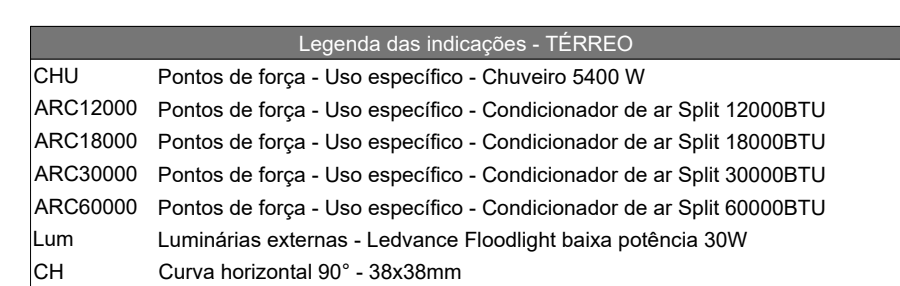 Legenda das indicações - TÉRREO
CHU Pontos de força - Uso específico - Chuveiro 5400 W
ARC12000 Pontos de força - Uso específico - Condicionador de ar Split 12000BTU
ARC18000 Pontos de força - Uso específico - Condicionador de ar Split 18000BTU
ARC30000 Pontos de força - Uso específico - Condicionador de ar Split 30000BTU
ARC60000 Pontos de força - Uso específico - Condicionador de ar Split 60000BTU
Lum Luminárias externas - Ledvance Floodlight baixa potência 30W
CH Curva horizontal 90° - 38x38mm